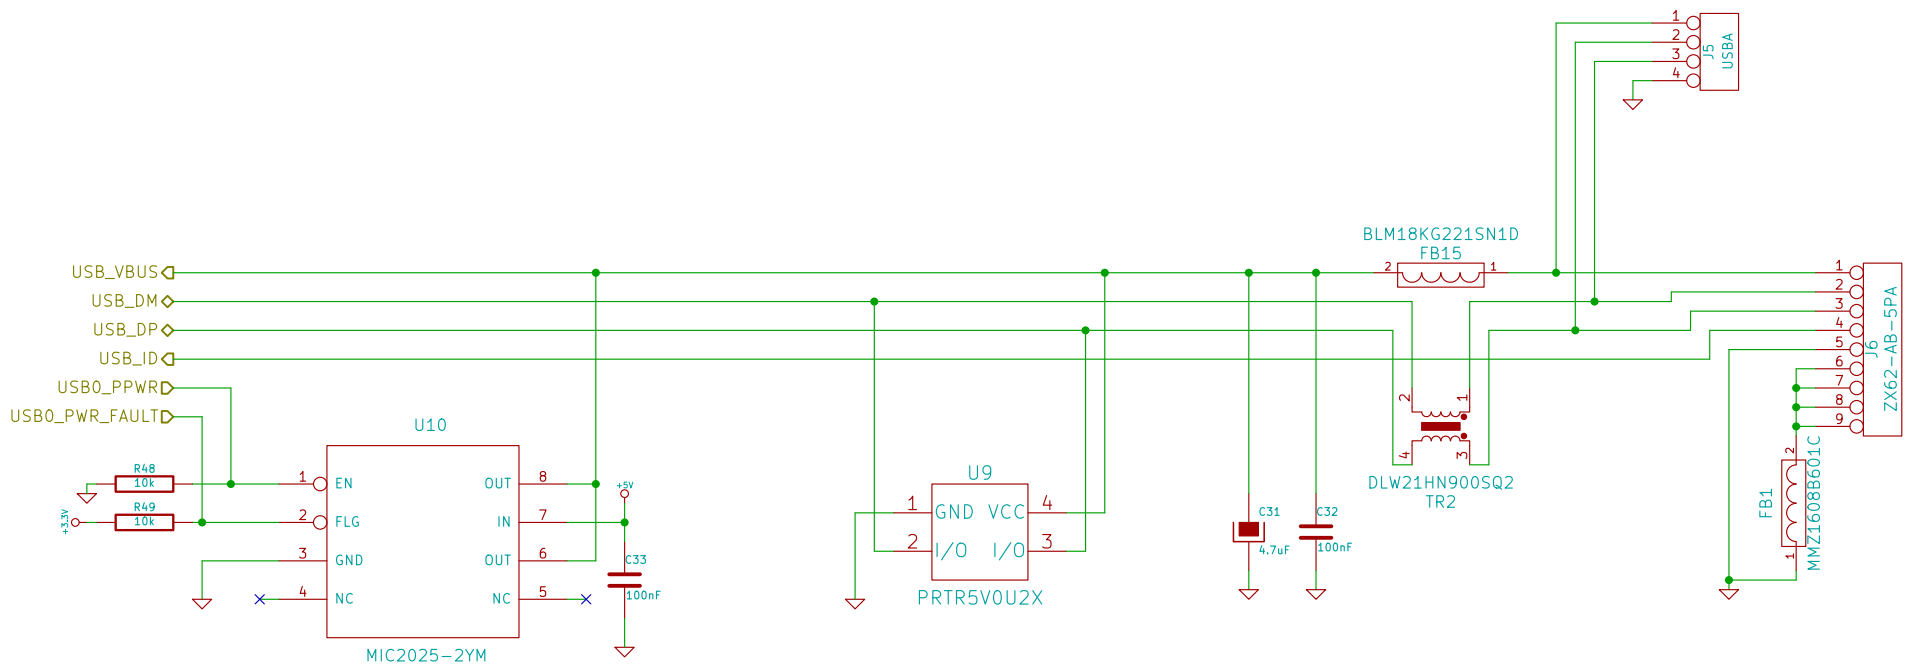 1
2
3
4
J5
USBA
BLM18KG221SN1D
FB15
2
1
USB_VBUS
USB_DM
USB_DP
USB_ID
USB0_PPWR
USB0_PWR_FAULT
1
2
3
4
5
6
7
8
9
J6
ZX62-AB-5PA
2
1
4
3
DLW21HN900SQ2
TR2
2
1
FB1
MMZ1608B601C
U10
R48
10k
R49
10k
+3.3V
1
EN
2
FLG
3
GND
4
NC
OUT
8
IN
7
OUT
6
NC
5
MIC2025-2YM
+5V
C33
100nF
U9
1
GND
VCC
4
2
I/O
I/O
3
PRTR5V0U2X
C31
4.7uF
C32
100nF